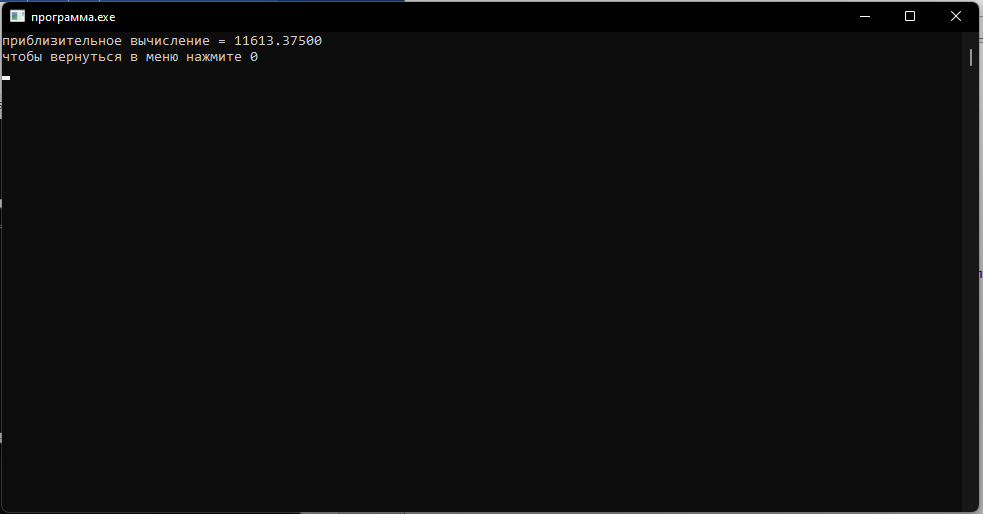 программа.exe
приблизительное вычисление = 11613.37500
чтобы вернуться в меню нажмите 0